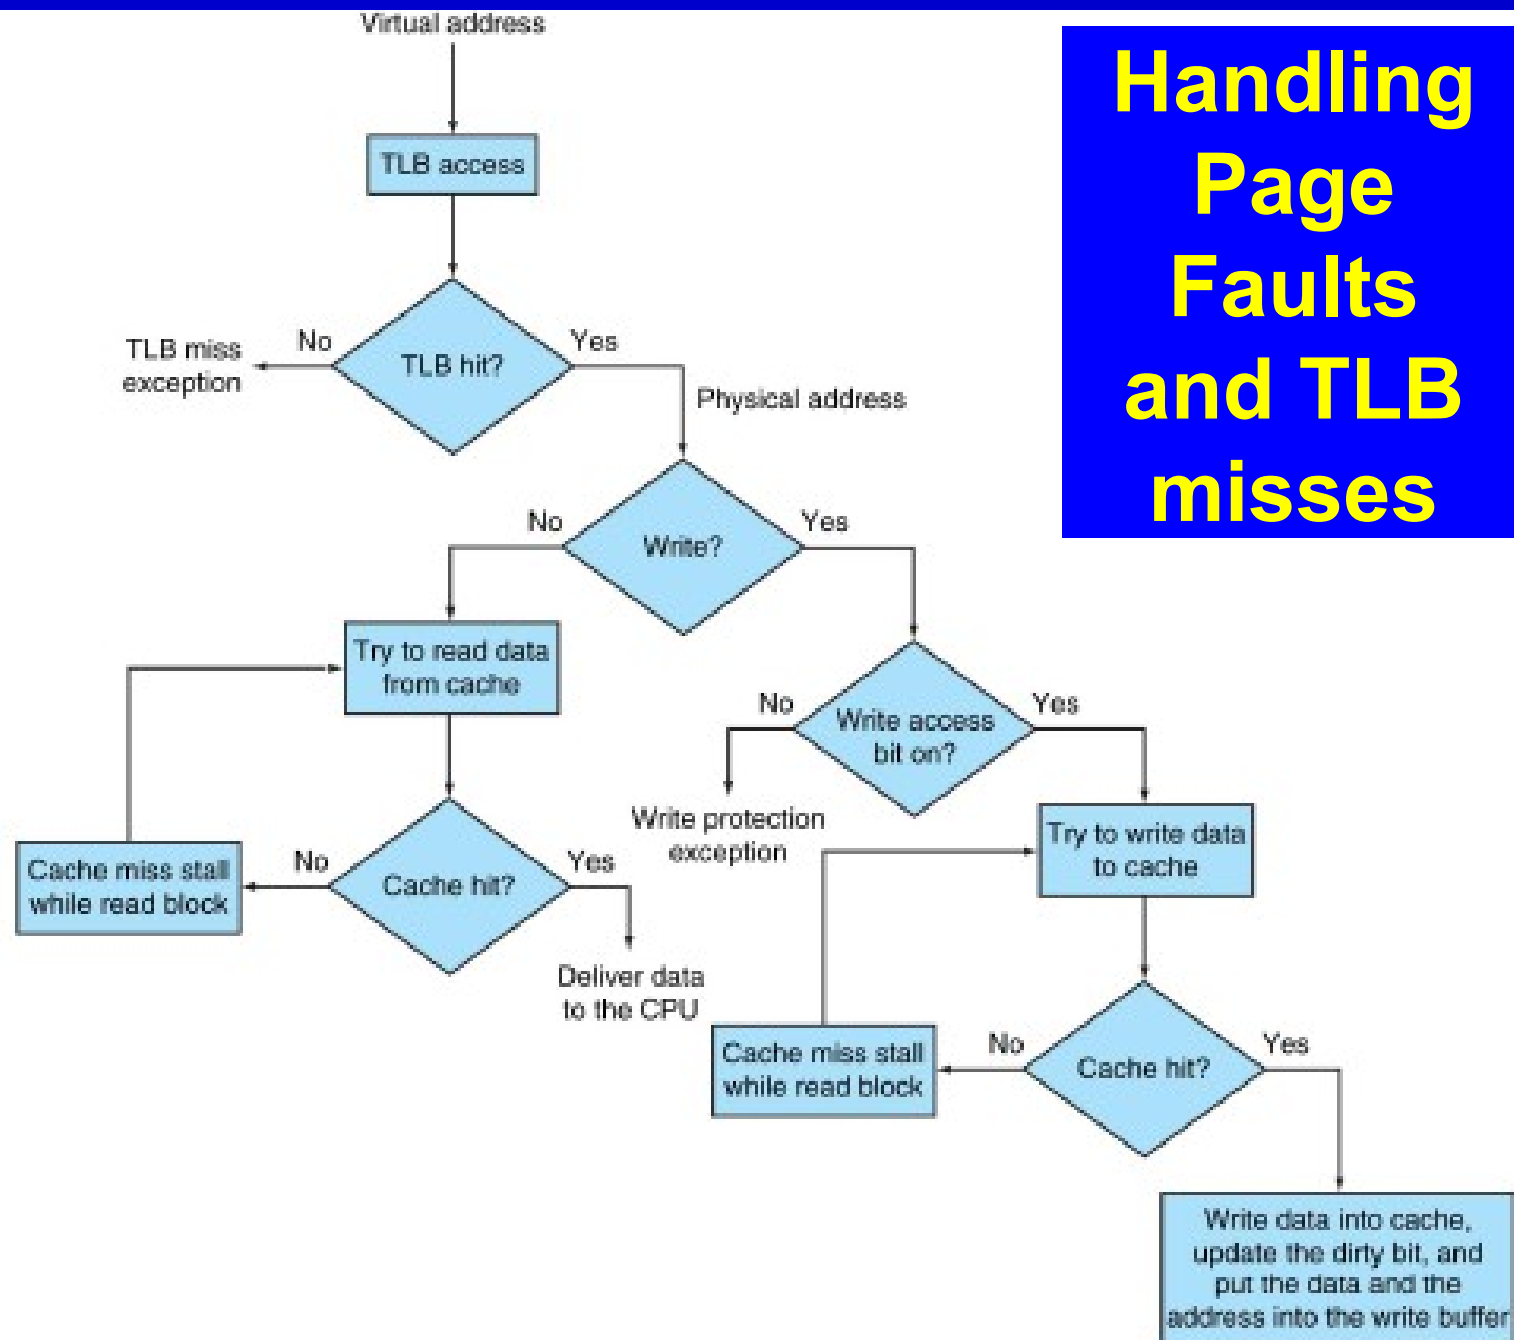 Virtual address
Handling
Page
Faults
and TLB
misses
TLB access
TLB hit?
No
Yes
TLB miss
exception
Physical address
Write?
No
Yes
Try to read data
from cache
Write access
bit on?
No
Yes
Write protection
exception
Try to write data
to cache
Cache hit?
No
Yes
Cache miss stall
while read block
Deliver data
to the CPU
Cache hit?
No
Yes
Cache miss stall
while read block
Write data into cache,
update the dirty bit, and
put the data and the
address into the write buffer